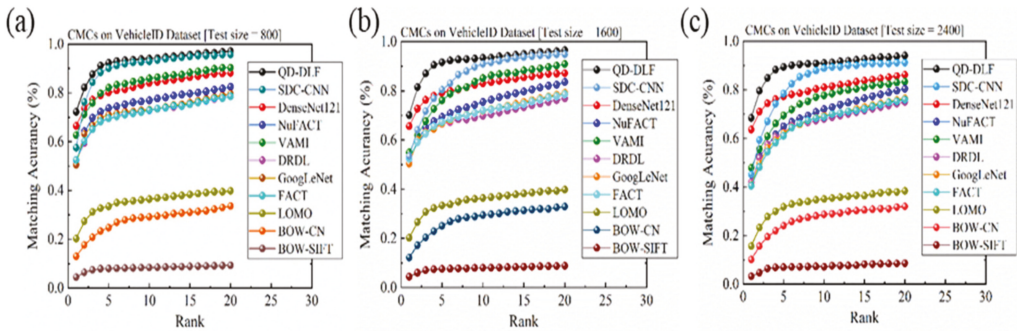 (a)
CMCs on VehicleID Dataset [Test size = 800]
Matching Acurancy (%)
1.0
0.8
0.6
0.4
0.2
0.0
0 5 10 15 20 25 30
Rank
QD-DLF
SDC-CNN
DenseNet121
NuFACT
VAMI
DRDL
GoogLeNet
FACT
LOMO
BOW-CN
BOW-SIFT
(b)
CMCs on VehicleID Dataset [Test size 1600]
Matching Acurancy (%)
1.0
0.8
0.6
0.4
0.2
0.0
0 5 10 15 20 25 30
Rank
QD-DLF
SDC-CNN
DenseNet121
NuFACT
VAMI
DRDL
GoogLeNet
FACT
LOMO
BOW-CN
BOW-SIFT
(c)
CMCs on VehicleID Dataset [Test size = 2400]
Matching Acurancy (%)
1.0
0.8
0.6
0.4
0.2
0.0
0 5 10 15 20 25 30
Rank
QD-DLF
SDC-CNN
DenseNet121
NuFACT
VAMI
DRDL
GoogLeNet
FACT
LOMO
BOW-CN
BOW-SIFT